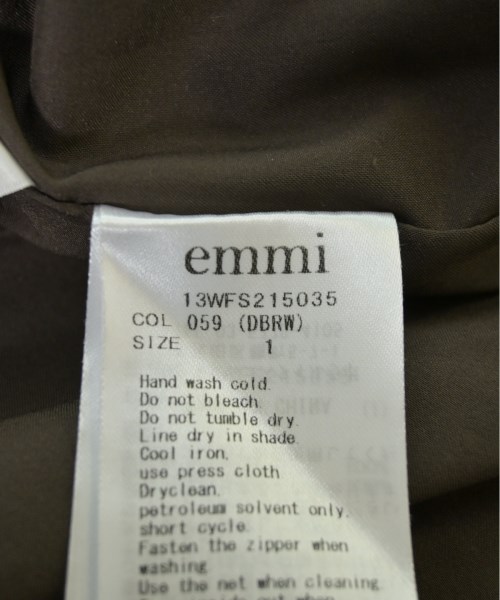 emmi
13WFS215035
COL 059 (DBRW)
SIZE 1
Hand wash cold.
Do not bleach.
Do not tumble dry.
Line dry in shade.
Cool iron,
use press cloth
Dryclean,
petroleum solvent only,
short cycle.
Fasten the zipper when
washing.
Use the net when cleaning.